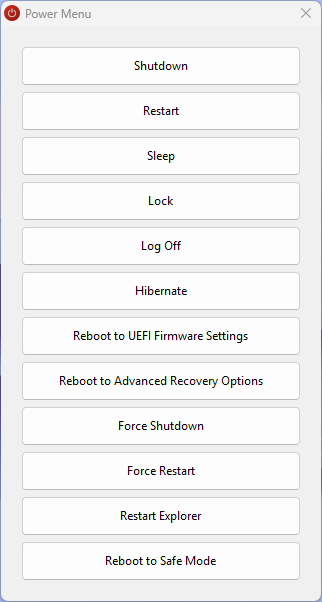 Power Menu
Shutdown
Restart
Sleep
Lock
Log Off
Hibernate
Reboot to UEFI Firmware Settings
Reboot to Advanced Recovery Options
Force Shutdown
Force Restart
Restart Explorer
Reboot to Safe Mode